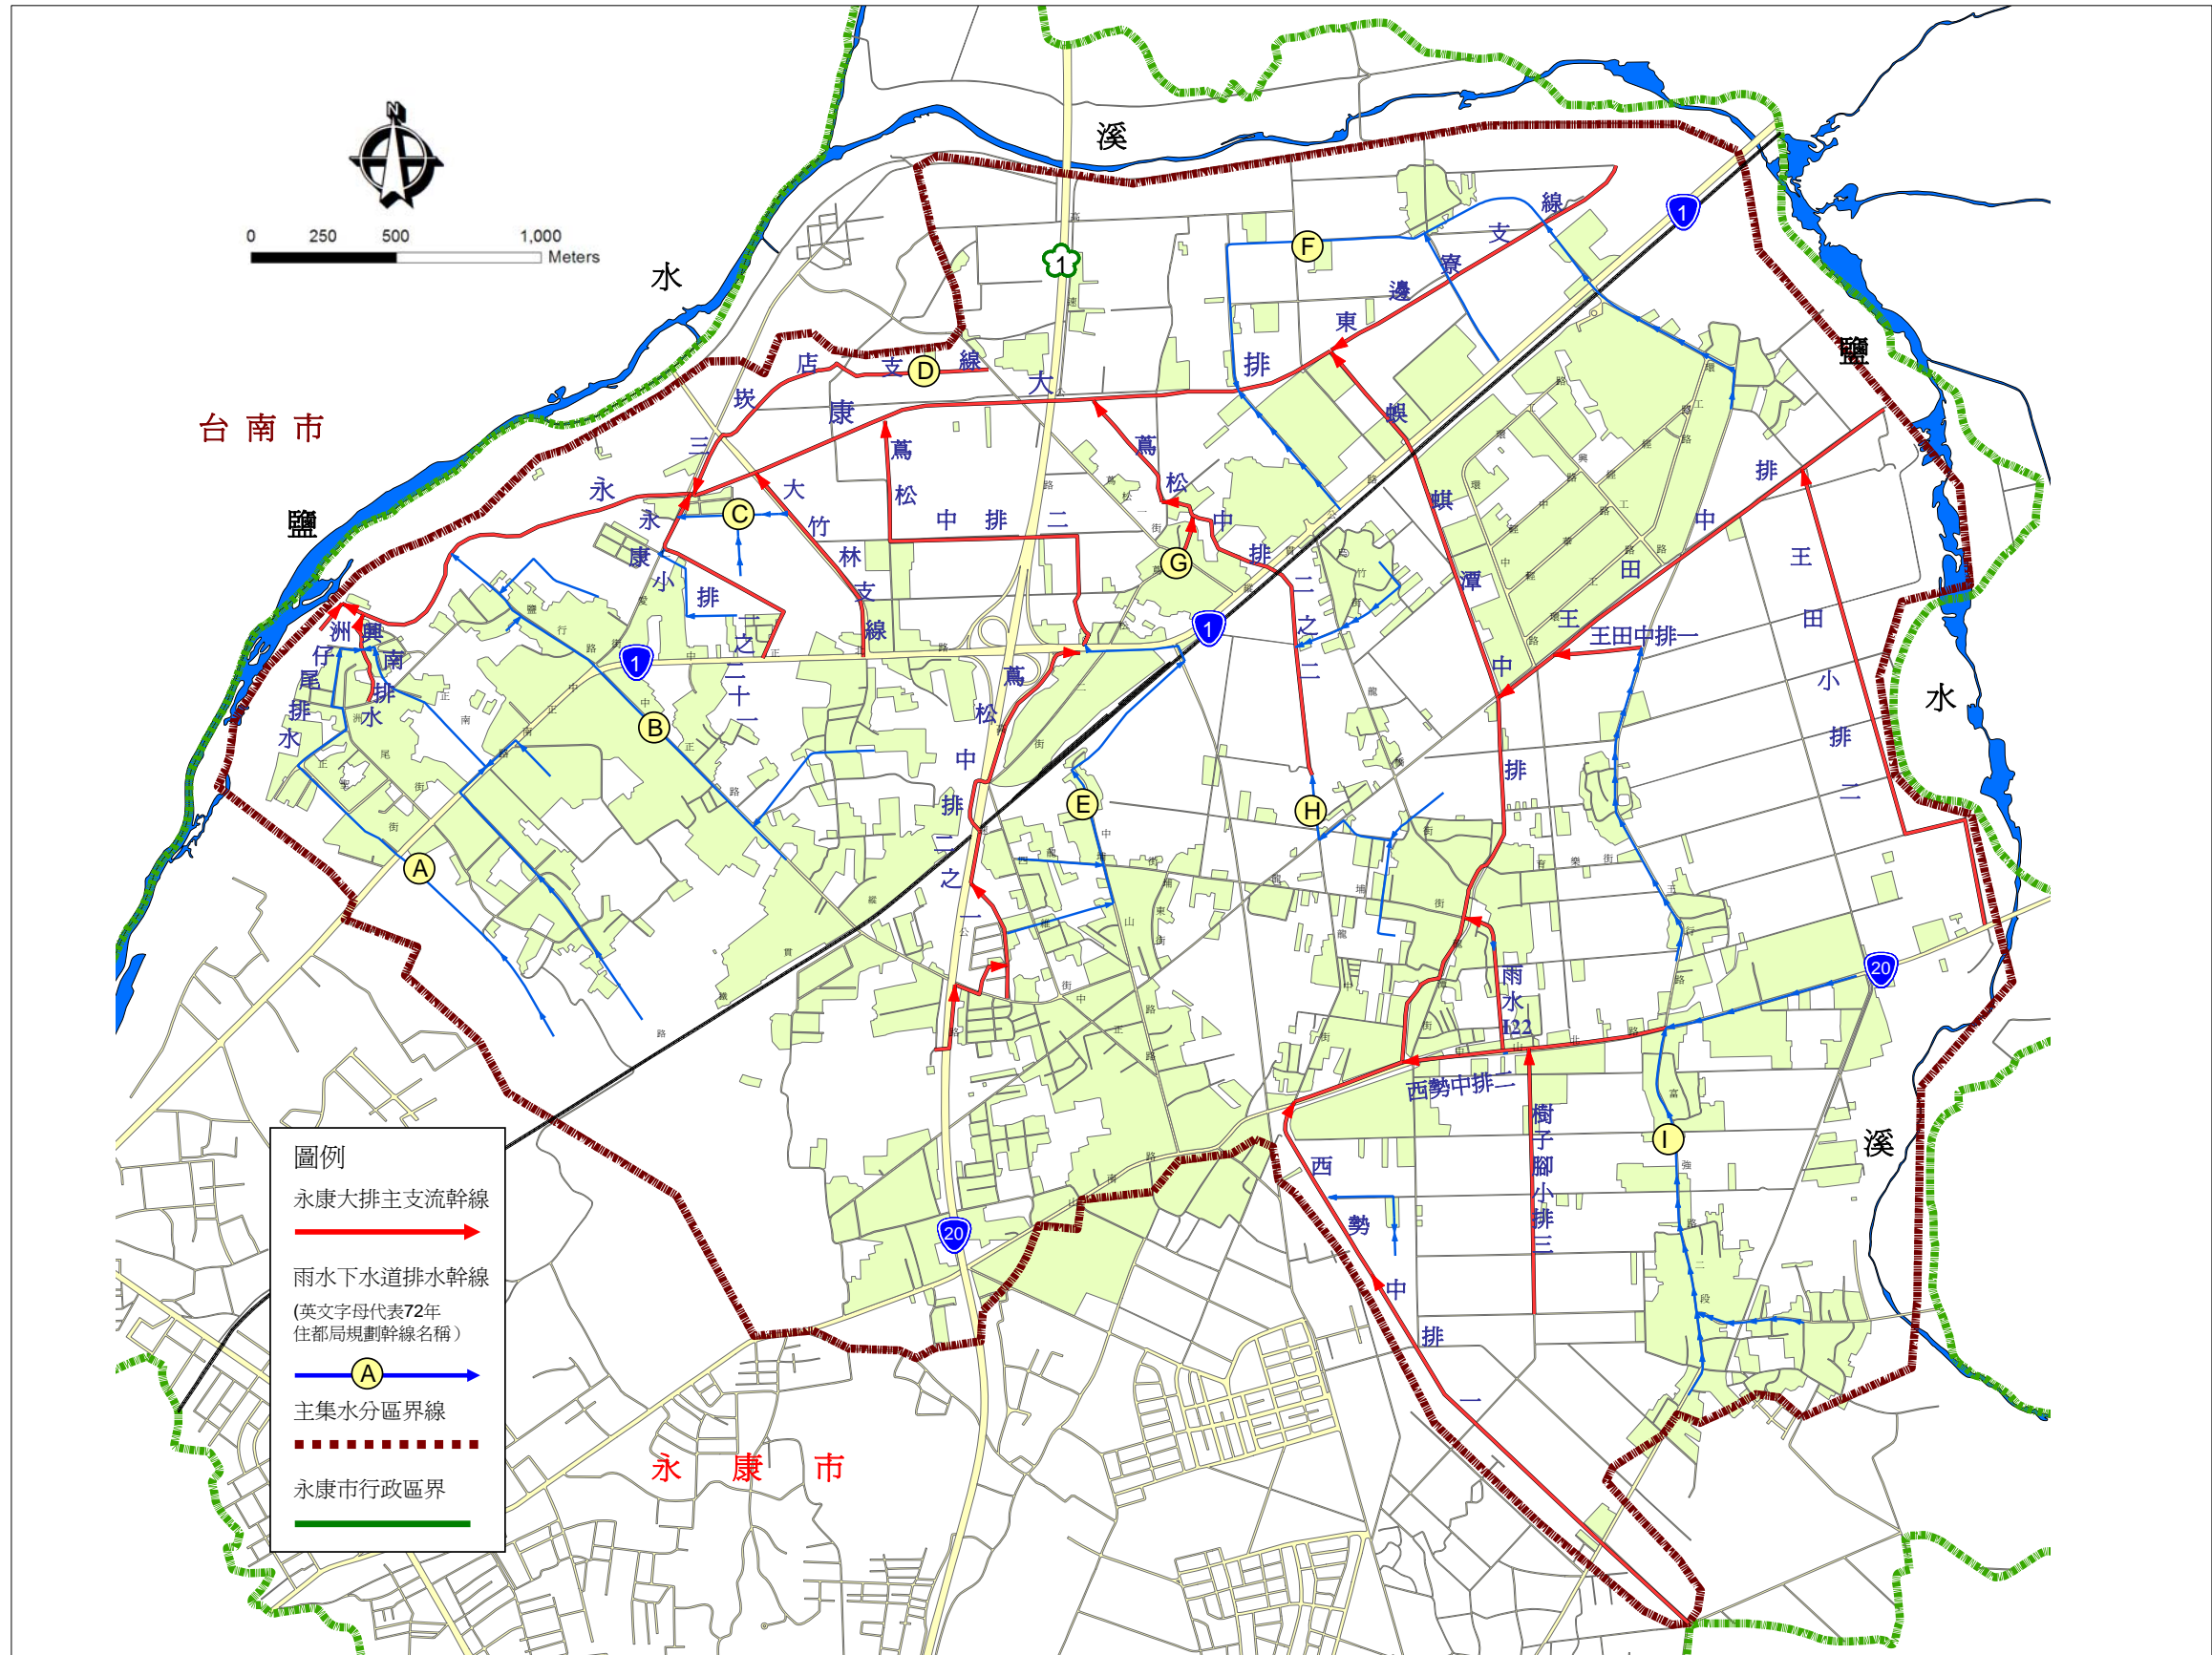 N
0 250 500 1,000
Meters
台南市
永康市
鹽
水
溪
鹽
水
溪
永康大排
三崁店支線
東邊寮支線
蔦松中排二
蔦松中排二之一
蔦松中排二之二
大竹林支線
永康小排二十一之一
洲仔尾排水
興南排水
蜈蜞潭中排
王田中排
王田中排一
王田小排二
雨水I22
西勢中排二
西勢中排一
樹子腳小排三
A
B
C
D
E
F
G
H
I
1
1
1
1
20
20
圖例
永康大排主支流幹線
雨水下水道排水幹線
(英文字母代表72年
住都局規劃幹線名稱）
A
主集水分區界線
永康市行政區界